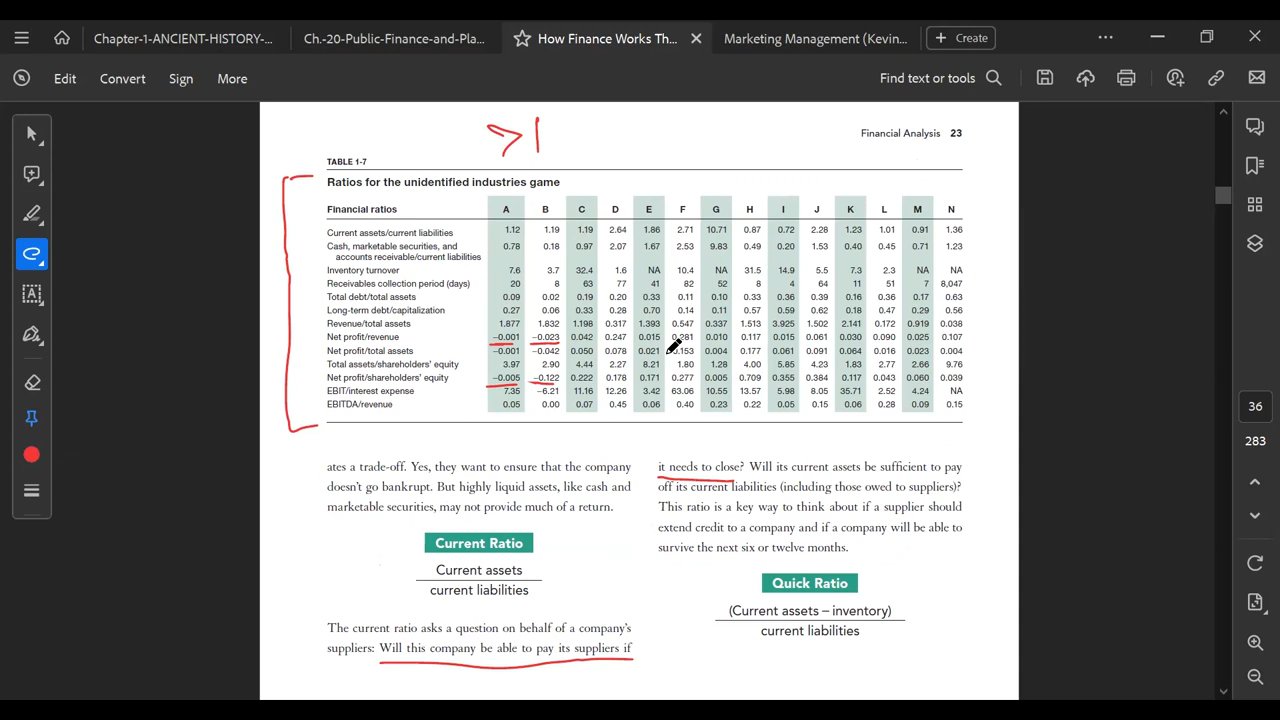 Chapter-1-ANCIENT-HISTORY-... Ch.-20-Public-Finance-and-Pla... How Finance Works Th... Marketing Management (Kevin... Create
Edit Convert Sign More Find text or tools
>1
Financial Analysis 23
TABLE 1-7
Ratios for the unidentified industries game
Financial ratios A B C D E F G H I J K L M N
Current assets/current liabilities 1.12 1.19 1.19 2.64 1.86 2.71 10.71 0.87 0.72 2.28 1.23 1.01 0.91 1.36
Cash, marketable securities, and 0.78 0.18 0.97 2.07 1.67 2.53 9.83 0.49 0.20 1.53 0.40 0.45 0.71 1.23
accounts receivable/current liabilities
Inventory turnover 7.6 3.7 32.4 1.6 NA 10.4 NA 31.5 14.9 5.5 7.3 2.3 NA NA
Receivables collection period (days) 20 8 63 77 41 82 52 8 4 64 11 51 7 8,047
Total debt/total assets 0.09 0.02 0.19 0.20 0.33 0.11 0.10 0.33 0.36 0.39 0.16 0.36 0.17 0.63
Long-term debt/capitalization 0.27 0.06 0.33 0.28 0.70 0.14 0.11 0.57 0.59 0.62 0.18 0.47 0.29 0.56
Revenue/total assets 1.877 1.832 1.198 0.317 1.393 0.547 0.337 1.513 3.925 1.502 2.141 0.172 0.919 0.038
Net profit/revenue −0.001 −0.023 0.042 0.247 0.015 0.281 0.010 0.117 0.015 0.061 0.030 0.090 0.025 0.107
Net profit/total assets −0.001 −0.042 0.050 0.078 0.021 0.153 0.004 0.177 0.061 0.091 0.064 0.016 0.023 0.004
Total assets/shareholders' equity 3.97 2.90 4.44 2.27 8.21 1.80 1.28 4.00 5.85 4.23 1.83 2.77 2.66 9.76
Net profit/shareholders' equity −0.005 −0.122 0.222 0.178 0.171 0.277 0.005 0.709 0.355 0.384 0.117 0.043 0.060 0.039
EBIT/interest expense 7.35 −6.21 11.16 12.26 3.42 63.06 10.55 13.57 5.98 8.05 35.71 2.52 4.24 NA
EBITDA/revenue 0.05 0.00 0.07 0.45 0.06 0.40 0.23 0.22 0.05 0.15 0.06 0.28 0.09 0.15
ates a trade-off. Yes, they want to ensure that the company
doesn't go bankrupt. But highly liquid assets, like cash and
marketable securities, may not provide much of a return.
Current Ratio
Current assets
current liabilities
The current ratio asks a question on behalf of a company's
suppliers: Will this company be able to pay its suppliers if
it needs to close? Will its current assets be sufficient to pay
off its current liabilities (including those owed to suppliers)?
This ratio is a key way to think about if a supplier should
extend credit to a company and if a company will be able to
survive the next six or twelve months.
Quick Ratio
(Current assets – inventory)
current liabilities
36
283